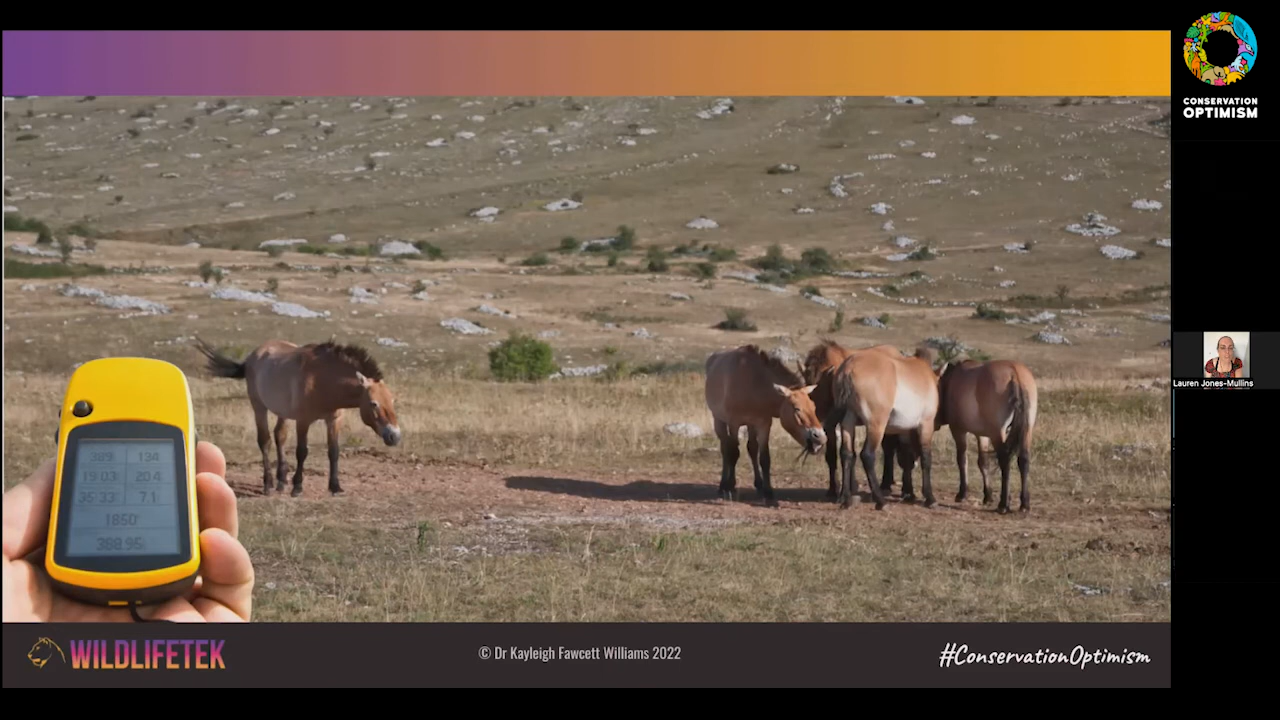 CONSERVATION
OPTIMISM
Lauren Jones-Mullins
389 134
19:03 20.4
35'33" 7.1
1850'
388.95
WILDLIFETEK
© Dr Kayleigh Fawcett Williams 2022
#ConservationOptimism